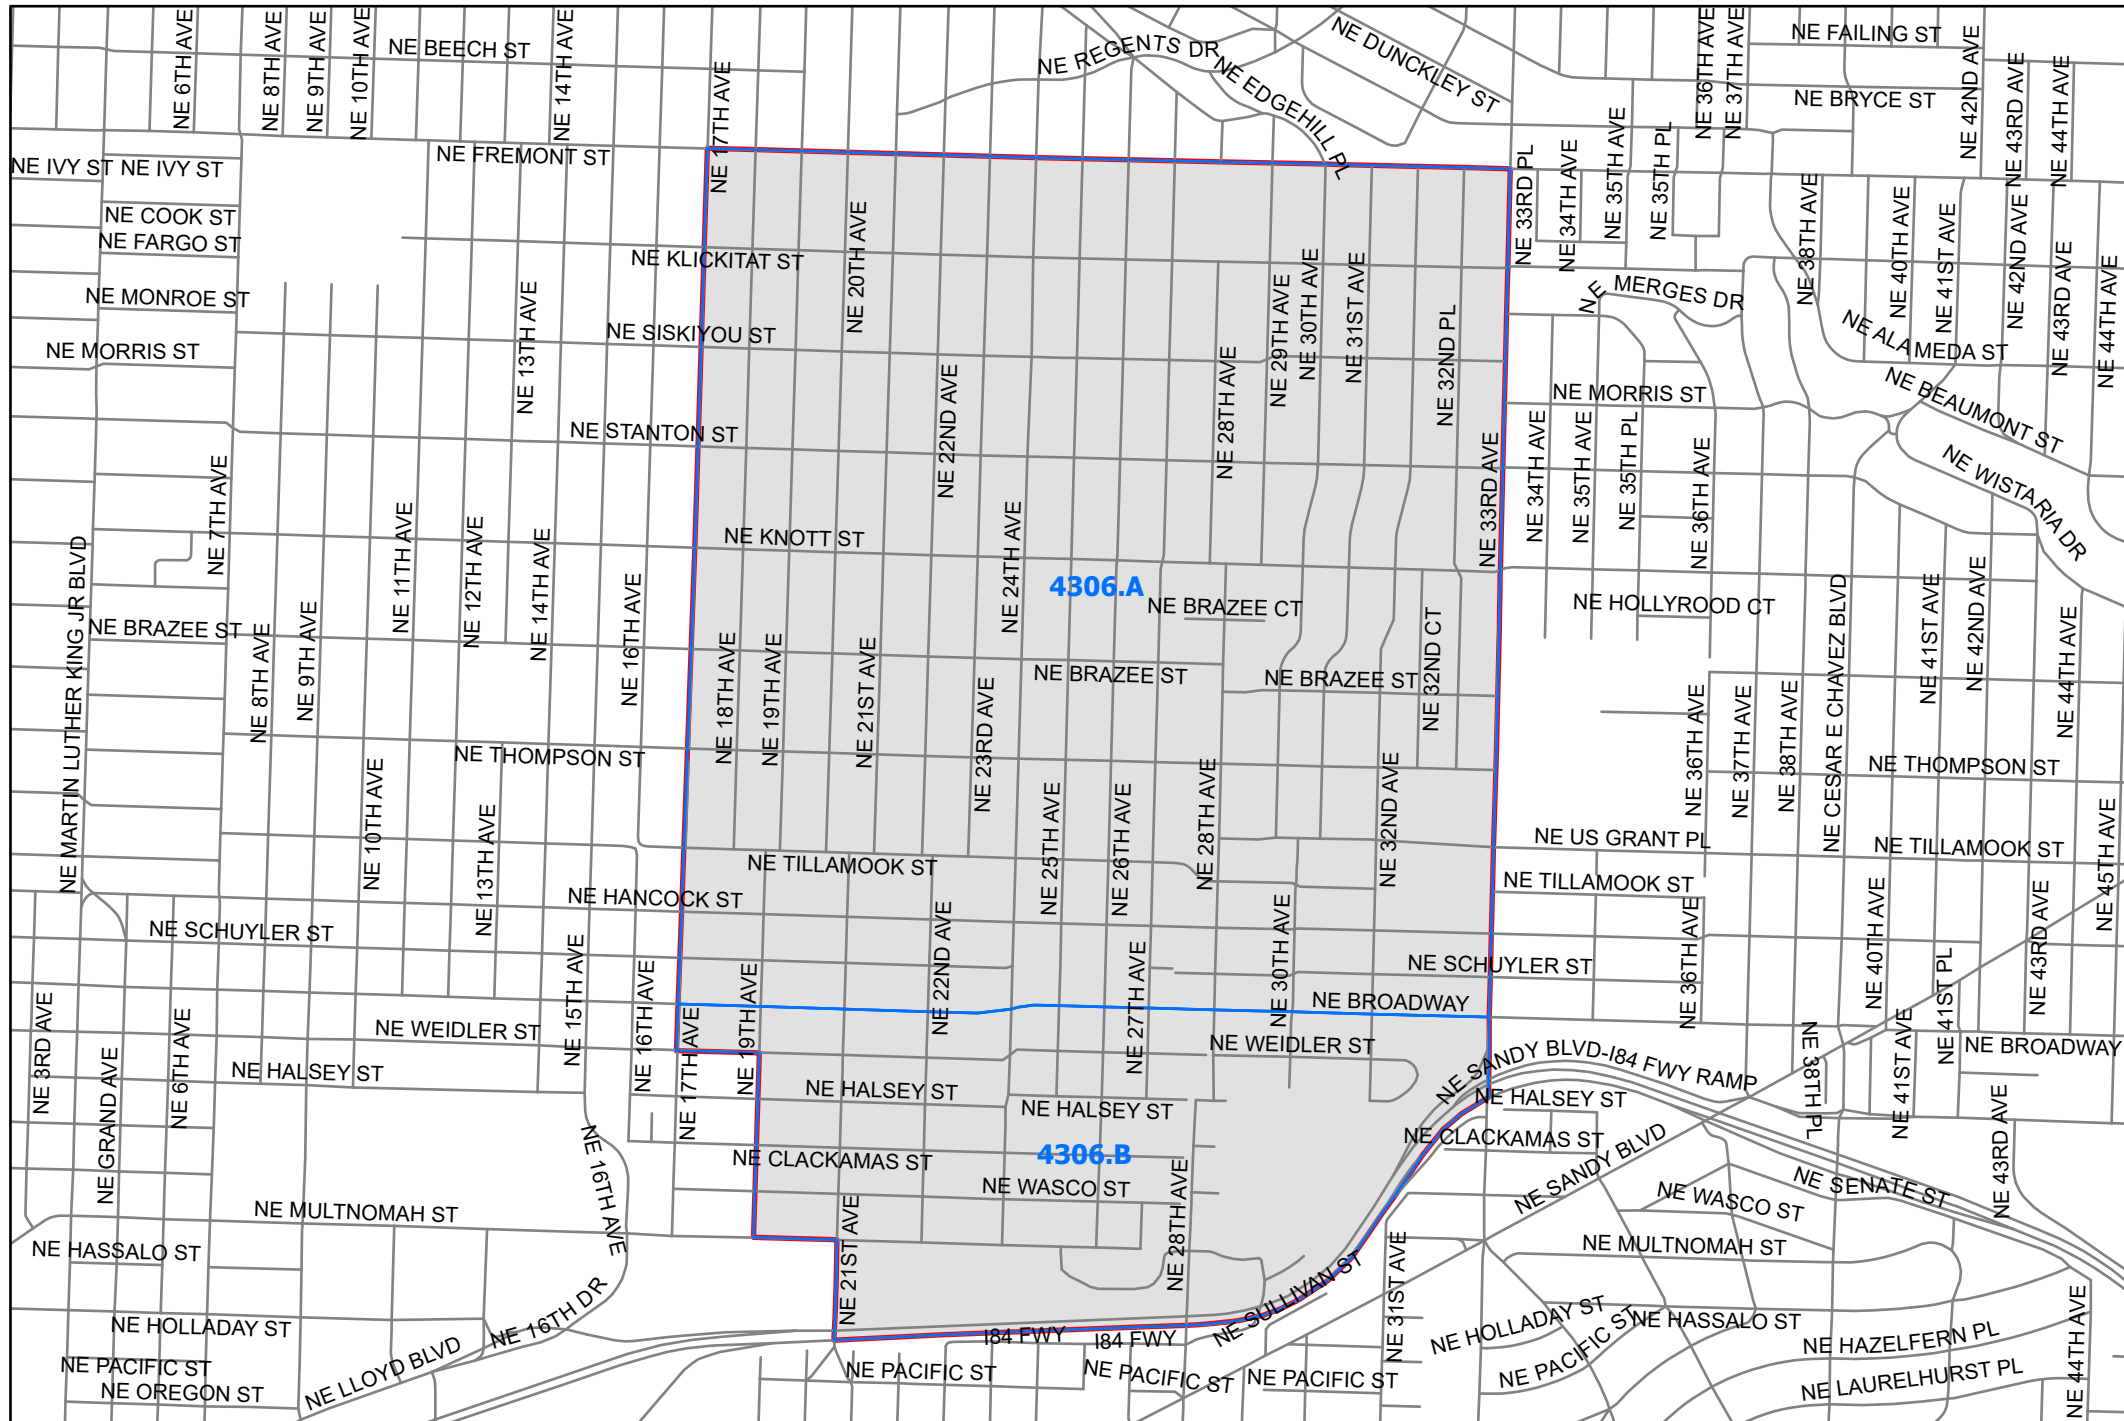 NE 6TH AVE
NE 8TH AVE
NE 9TH AVE
NE 10TH AVE
NE BEECH ST
NE 14TH AVE
NE 17TH AVE
NE REGENTS DR
NE EDGEHILL PL
NE DUNCKLEY ST
NE 36TH AVE
NE 37TH AVE
NE FAILING ST
NE BRYCE ST
NE 42ND AVE
NE 43RD AVE
NE 44TH AVE
NE IVY ST
NE IVY ST
NE FREMONT ST
NE 33RD PL
NE 34TH AVE
NE 35TH AVE
NE 35TH PL
NE COOK ST
NE FARGO ST
NE KLICKITAT ST
NE 20TH AVE
NE 38TH AVE
NE 40TH AVE
NE 41ST AVE
NE 42ND AVE
NE 43RD AVE
NE 44TH AVE
NE MONROE ST
NE 13TH AVE
NE SISKIYOU ST
NE 29TH AVE
NE 30TH AVE
NE 31ST AVE
NE 32ND PL
NE MERGES DR
NE ALAMEDA ST
NE MORRIS ST
NE 22ND AVE
NE 28TH AVE
NE MORRIS ST
NE BEAUMONT ST
NE STANTON ST
NE 33RD AVE
NE 34TH AVE
NE 35TH AVE
NE 35TH PL
NE 36TH AVE
NE WISTARIA DR
NE 7TH AVE
NE 11TH AVE
NE 12TH AVE
NE 14TH AVE
NE KNOTT ST
NE 24TH AVE
NE MARTIN LUTHER KING JR BLVD
NE 16TH AVE
4306.A
NE BRAZEE CT
NE HOLLYROOD CT
NE CESAR E CHAVEZ BLVD
NE 41ST AVE
NE 42ND AVE
NE 44TH AVE
NE BRAZEE ST
NE 8TH AVE
NE 9TH AVE
NE 18TH AVE
NE 19TH AVE
NE 21ST AVE
NE 23RD AVE
NE BRAZEE ST
NE BRAZEE ST
NE 32ND CT
NE 36TH AVE
NE 37TH AVE
NE 38TH AVE
NE THOMPSON ST
NE THOMPSON ST
NE 10TH AVE
NE 13TH AVE
NE 25TH AVE
NE 26TH AVE
NE 28TH AVE
NE 32ND AVE
NE 45TH AVE
NE TILLAMOOK ST
NE US GRANT PL
NE TILLAMOOK ST
NE HANCOCK ST
NE TILLAMOOK ST
NE SCHUYLER ST
NE 15TH AVE
NE 16TH AVE
NE 19TH AVE
NE 22ND AVE
NE 27TH AVE
NE 30TH AVE
NE SCHUYLER ST
NE 36TH AVE
NE 40TH AVE
NE 41ST PL
NE 43RD AVE
NE 3RD AVE
NE 6TH AVE
NE WEIDLER ST
NE 17TH AVE
NE BROADWAY
NE WEIDLER ST
NE 38TH PL
NE 41ST AVE
NE BROADWAY
NE GRAND AVE
NE HALSEY ST
NE HALSEY ST
NE HALSEY ST
NE SANDY BLVD-I84 FWY RAMP
NE HALSEY ST
NE 16TH AVE
NE CLACKAMAS ST
4306.B
NE CLACKAMAS ST
NE SANDY BLVD
NE 43RD AVE
NE WASCO ST
NE WASCO ST
NE SENATE ST
NE MULTNOMAH ST
NE 21ST AVE
NE 28TH AVE
NE 31ST AVE
NE MULTNOMAH ST
NE HASSALO ST
NE SULLIVAN ST
NE 16TH DR
NE HOLLADAY ST
I84 FWY
I84 FWY
NE HOLLADAY ST
NE HASSALO ST
NE 44TH AVE
NE HAZELFERN PL
NE LLOYD BLVD
NE PACIFIC ST
NE PACIFIC ST
NE PACIFIC ST
NE PACIFIC ST
NE PACIFIC ST
NE LAURELHURST PL
NE OREGON ST